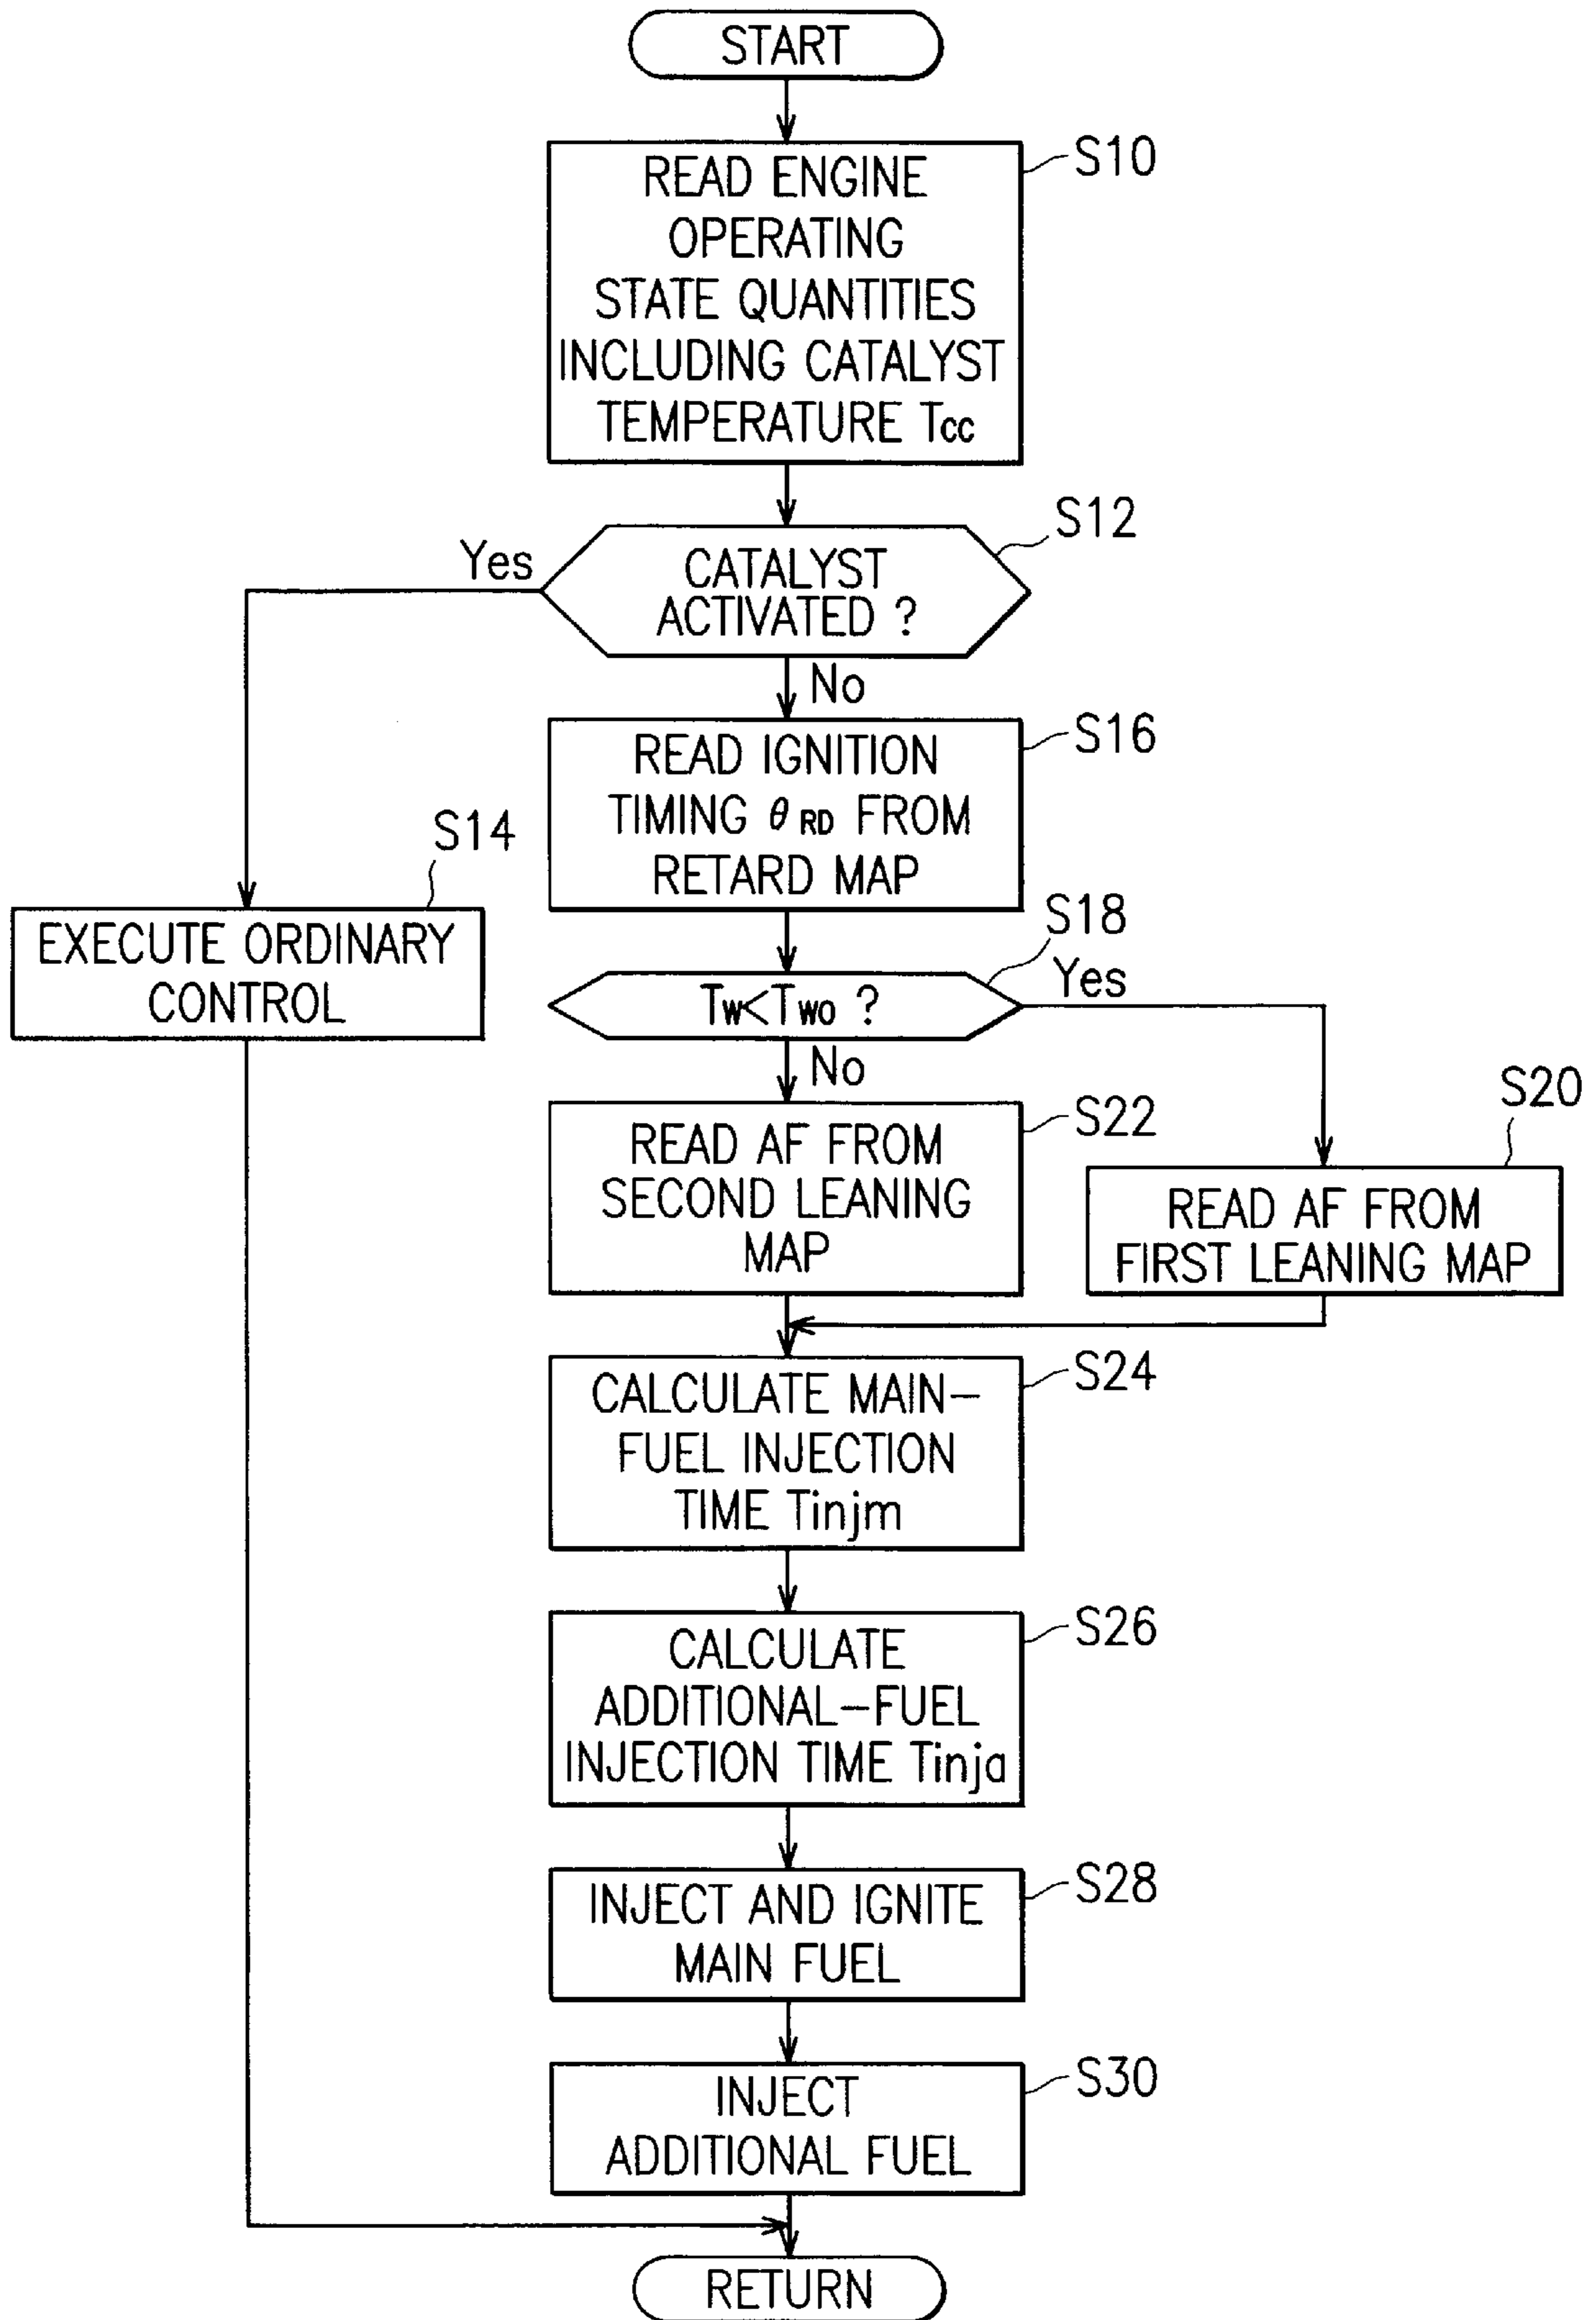 START
S10
READ ENGINE
OPERATING
STATE QUANTITIES
INCLUDING CATALYST
TEMPERATURE Tcc
S12
Yes
CATALYST
ACTIVATED ?
No
S16
READ IGNITION
TIMING θ RD FROM
RETARD MAP
S14
EXECUTE ORDINARY
CONTROL
S18
Yes
Tw<Two ?
No
S22
READ AF FROM
SECOND LEANING
MAP
S20
READ AF FROM
FIRST LEANING MAP
S24
CALCULATE MAIN-
FUEL INJECTION
TIME Tinjm
S26
CALCULATE
ADDITIONAL-FUEL
INJECTION TIME Tinja
S28
INJECT AND IGNITE
MAIN FUEL
S30
INJECT
ADDITIONAL FUEL
RETURN